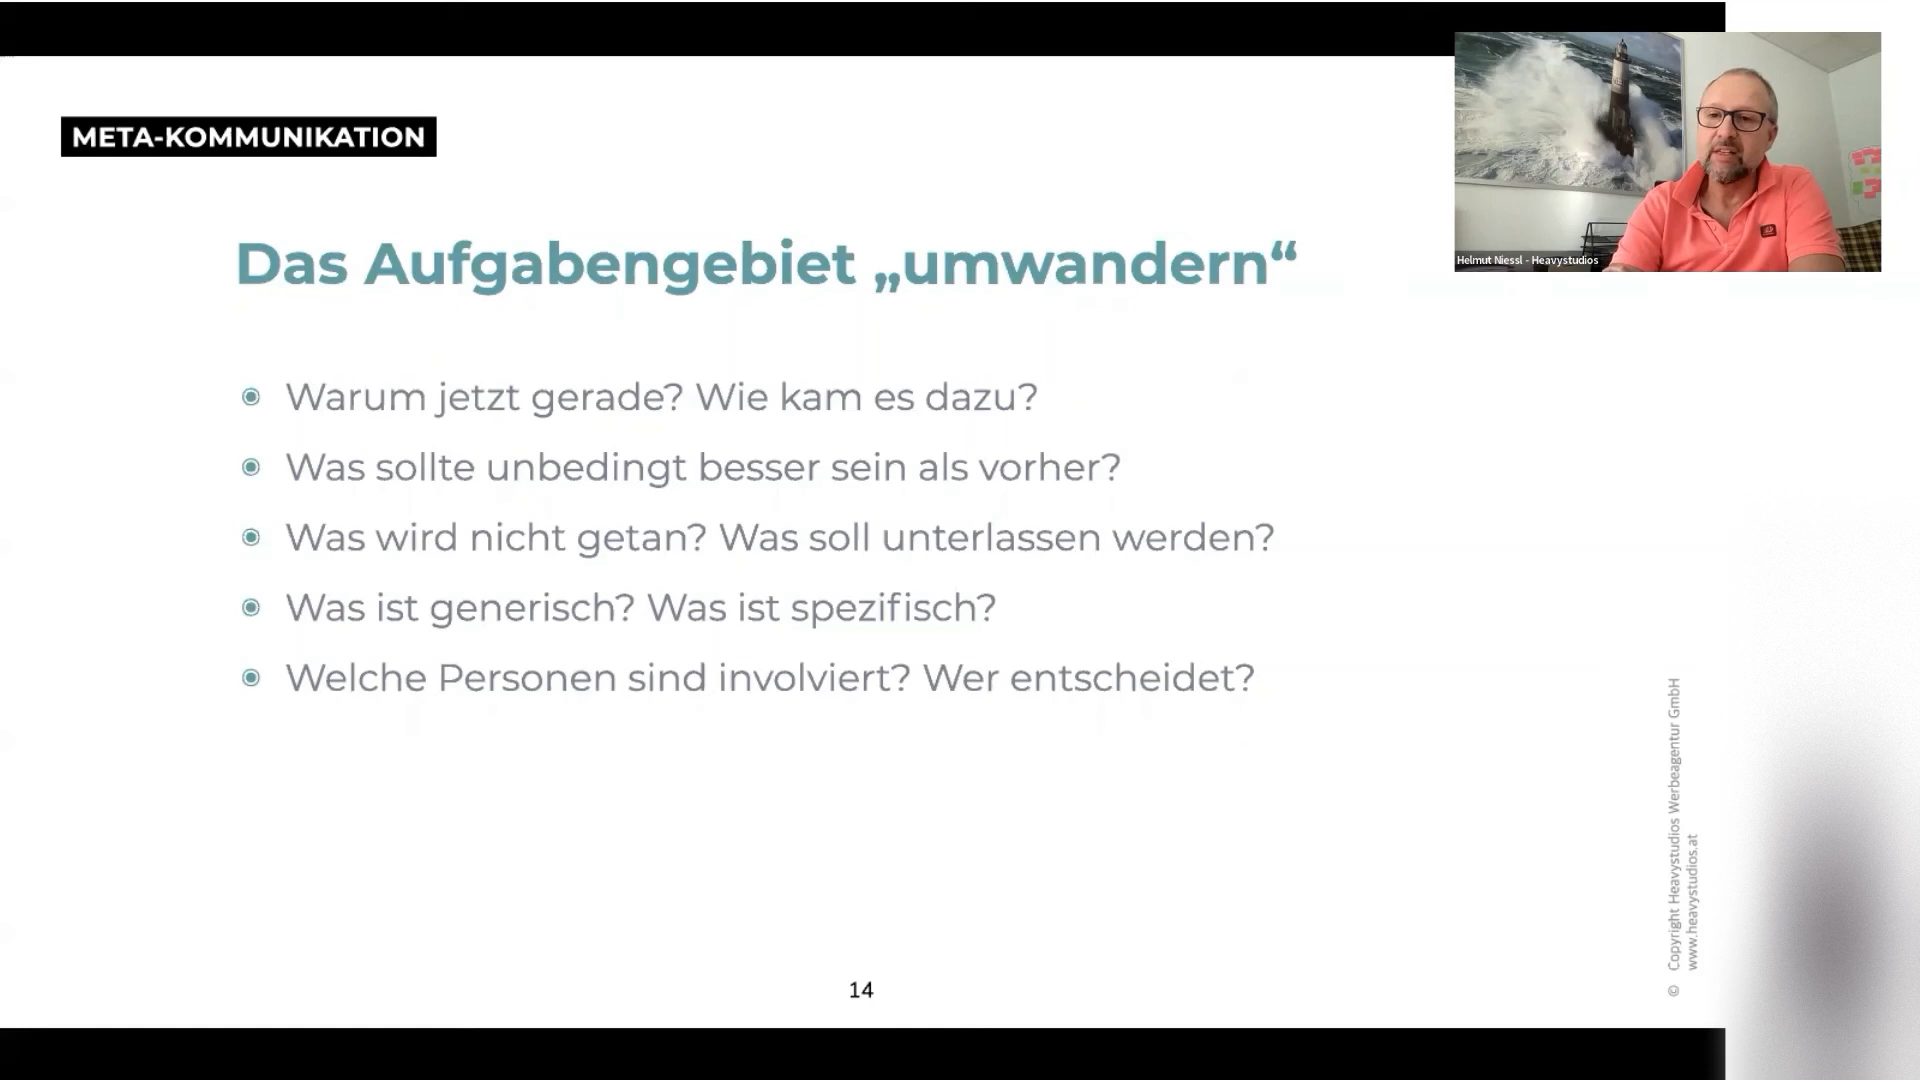 META-KOMMUNIKATION
Das Aufgabengebiet „umwandern“
Warum jetzt gerade? Wie kam es dazu?
Was sollte unbedingt besser sein als vorher?
Was wird nicht getan? Was soll unterlassen werden?
Was ist generisch? Was ist spezifisch?
Welche Personen sind involviert? Wer entscheidet?
14
Helmut Niessl - Heavystudios
© Copyright Heavystudios Werbeagentur GmbH
www.heavystudios.at